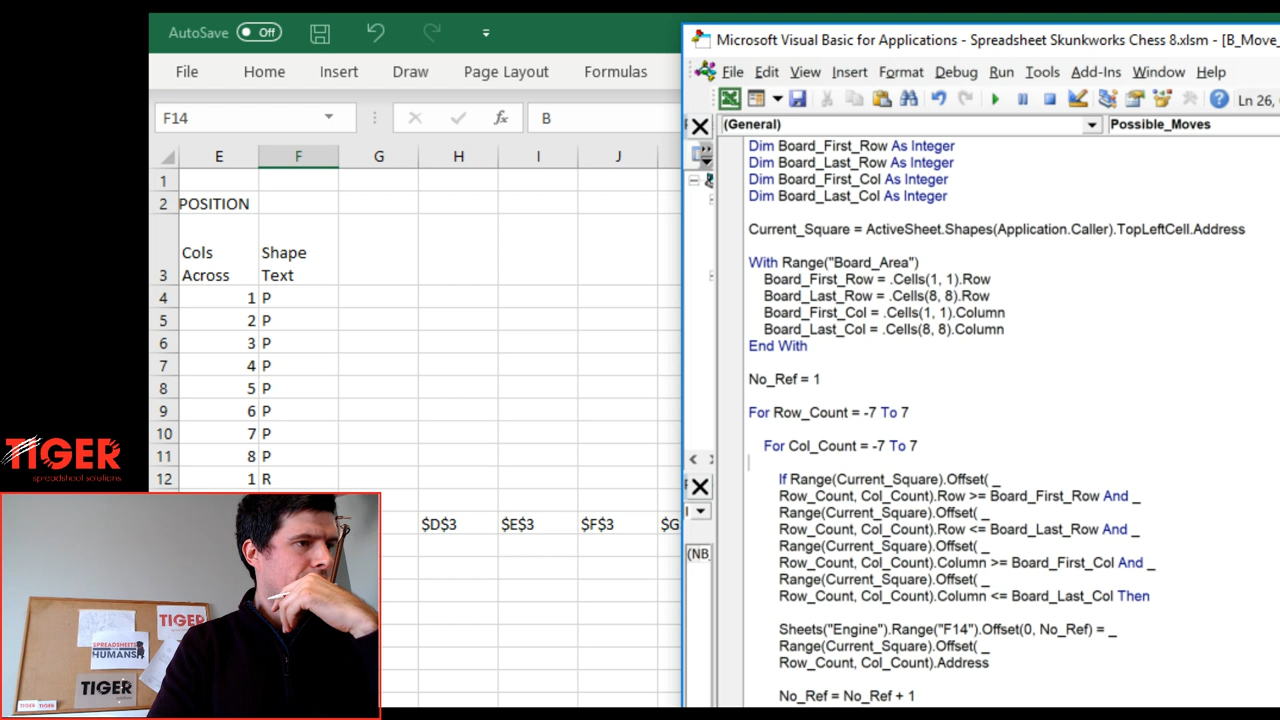 AutoSave Off
File Home Insert Draw Page Layout Formulas
F14 fx B
E F G H I J
1
2 POSITION
3 Cols Across Shape Text
4 1 P
5 2 P
6 3 P
7 4 P
8 5 P
9 6 P
10 7 P
11 8 P
12 1 R
$D$3 $E$3 $F$3 $G
TIGER
spreadsheet solutions
TIGER
SPREADSHEETS
HUMANS
TIGER
Microsoft Visual Basic for Applications - Spreadsheet Skunkworks Chess 8.xlsm - [B_Move_
File Edit View Insert Format Debug Run Tools Add-Ins Window Help
Ln 26,
(General) Possible_Moves
(NB
Dim Board_First_Row As Integer
Dim Board_Last_Row As Integer
Dim Board_First_Col As Integer
Dim Board_Last_Col As Integer
Current_Square = ActiveSheet.Shapes(Application.Caller).TopLeftCell.Address
With Range("Board_Area")
Board_First_Row = .Cells(1, 1).Row
Board_Last_Row = .Cells(8, 8).Row
Board_First_Col = .Cells(1, 1).Column
Board_Last_Col = .Cells(8, 8).Column
End With
No_Ref = 1
For Row_Count = -7 To 7
For Col_Count = -7 To 7
If Range(Current_Square).Offset( _
Row_Count, Col_Count).Row >= Board_First_Row And _
Range(Current_Square).Offset( _
Row_Count, Col_Count).Row <= Board_Last_Row And _
Range(Current_Square).Offset( _
Row_Count, Col_Count).Column >= Board_First_Col And _
Range(Current_Square).Offset( _
Row_Count, Col_Count).Column <= Board_Last_Col Then
Sheets("Engine").Range("F14").Offset(0, No_Ref) = _
Range(Current_Square).Offset( _
Row_Count, Col_Count).Address
No_Ref = No_Ref + 1